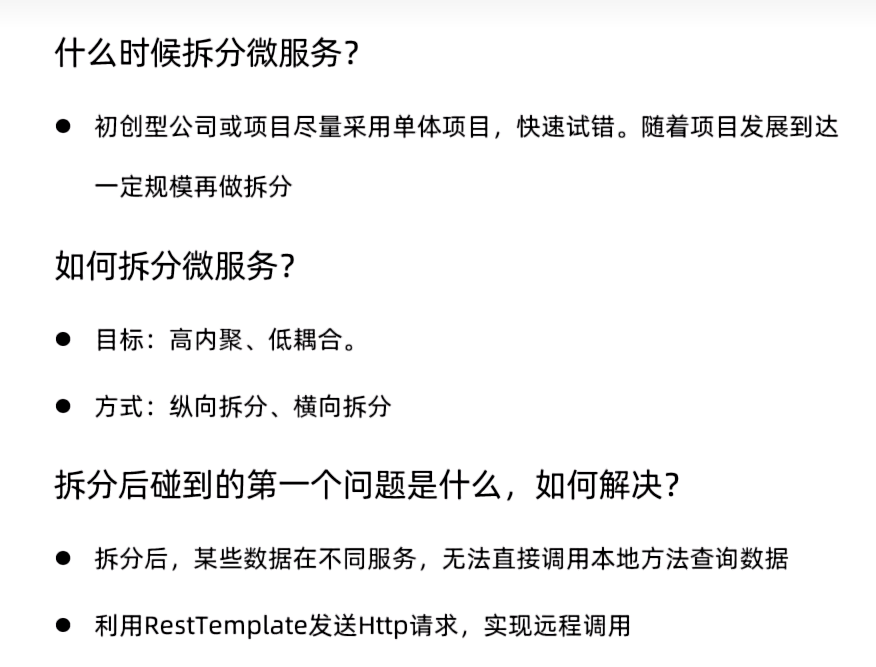 什么时候拆分微服务？
● 初创型公司或项目尽量采用单体项目，快速试错。随着项目发展到达
一定规模再做拆分
如何拆分微服务？
● 目标：高内聚、低耦合。
● 方式：纵向拆分、横向拆分
拆分后碰到的第一个问题是什么，如何解决？
● 拆分后，某些数据在不同服务，无法直接调用本地方法查询数据
● 利用RestTemplate发送Http请求，实现远程调用